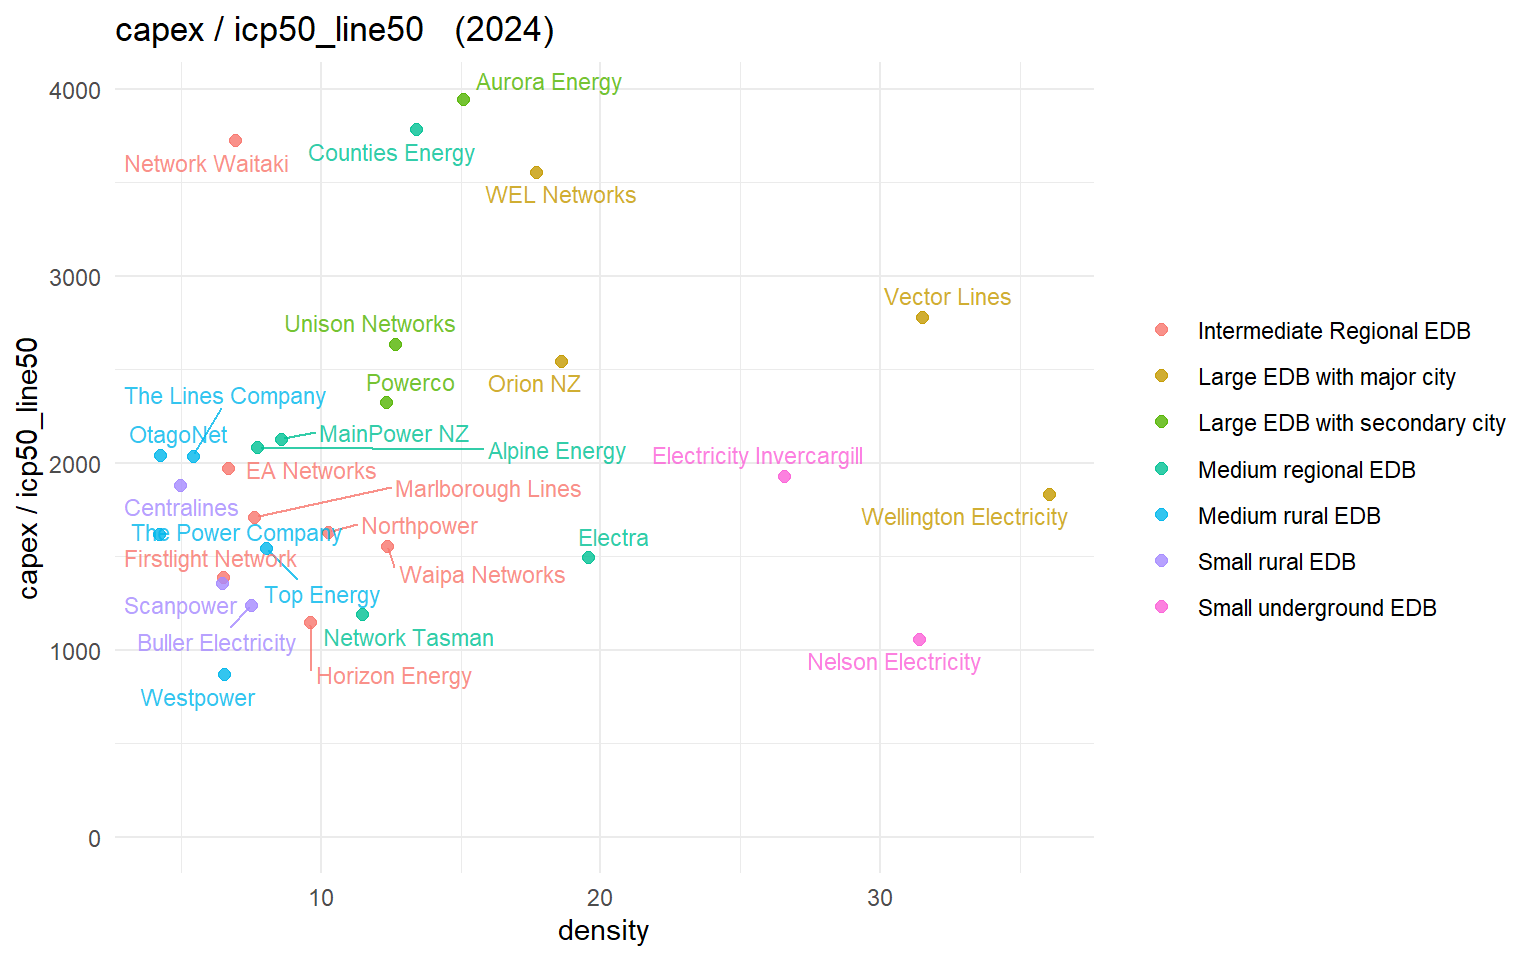 capex / icp50_line50   (2024)
Aurora Energy
4000
Counties Energy
Network Waitaki
WEL Networks
3000
Vector Lines
Unison Networks
Powerco
Orion NZ
The Lines Company
OtagoNet
MainPower NZ
Alpine Energy
Electricity Invercargill
2000
EA Networks
Marlborough Lines
Centralines
Wellington Electricity
Northpower
The Power Company
Electra
Firstlight Network
Waipa Networks
Top Energy
Scanpower
Network Tasman
Buller Electricity
1000
Nelson Electricity
Horizon Energy
Westpower
0
10
20
30
density
capex / icp50_line50
Intermediate Regional EDB
Large EDB with major city
Large EDB with secondary city
Medium regional EDB
Medium rural EDB
Small rural EDB
Small underground EDB